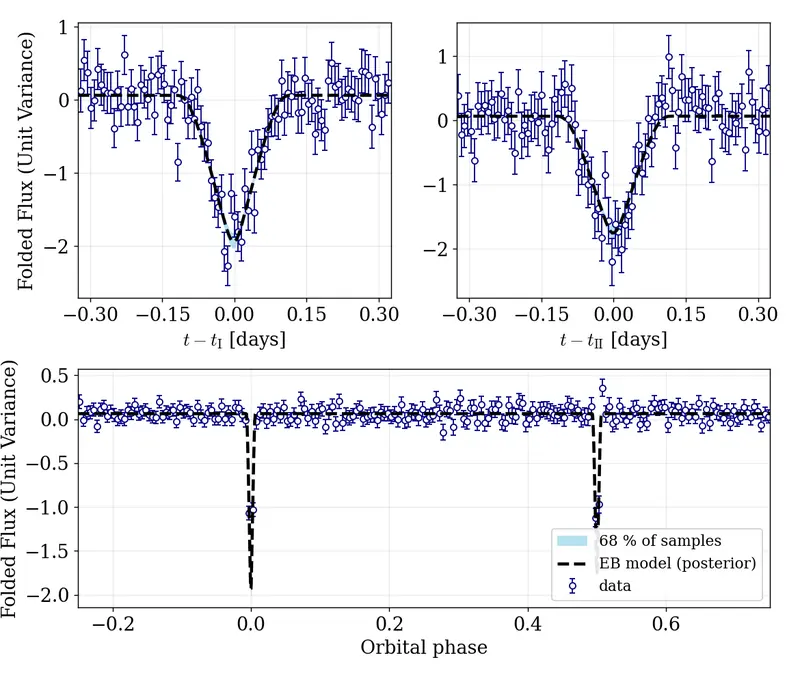 Folded Flux (Unit Variance)
1
0
−1
−2
−0.30 −0.15 0.00 0.15 0.30
t − tI [days]
1
0
−1
−2
−0.30 −0.15 0.00 0.15 0.30
t − tII [days]
Folded Flux (Unit Variance)
0.5
0.0
−0.5
−1.0
−1.5
−2.0
68 % of samples
EB model (posterior)
data
−0.2 0.0 0.2 0.4 0.6
Orbital phase